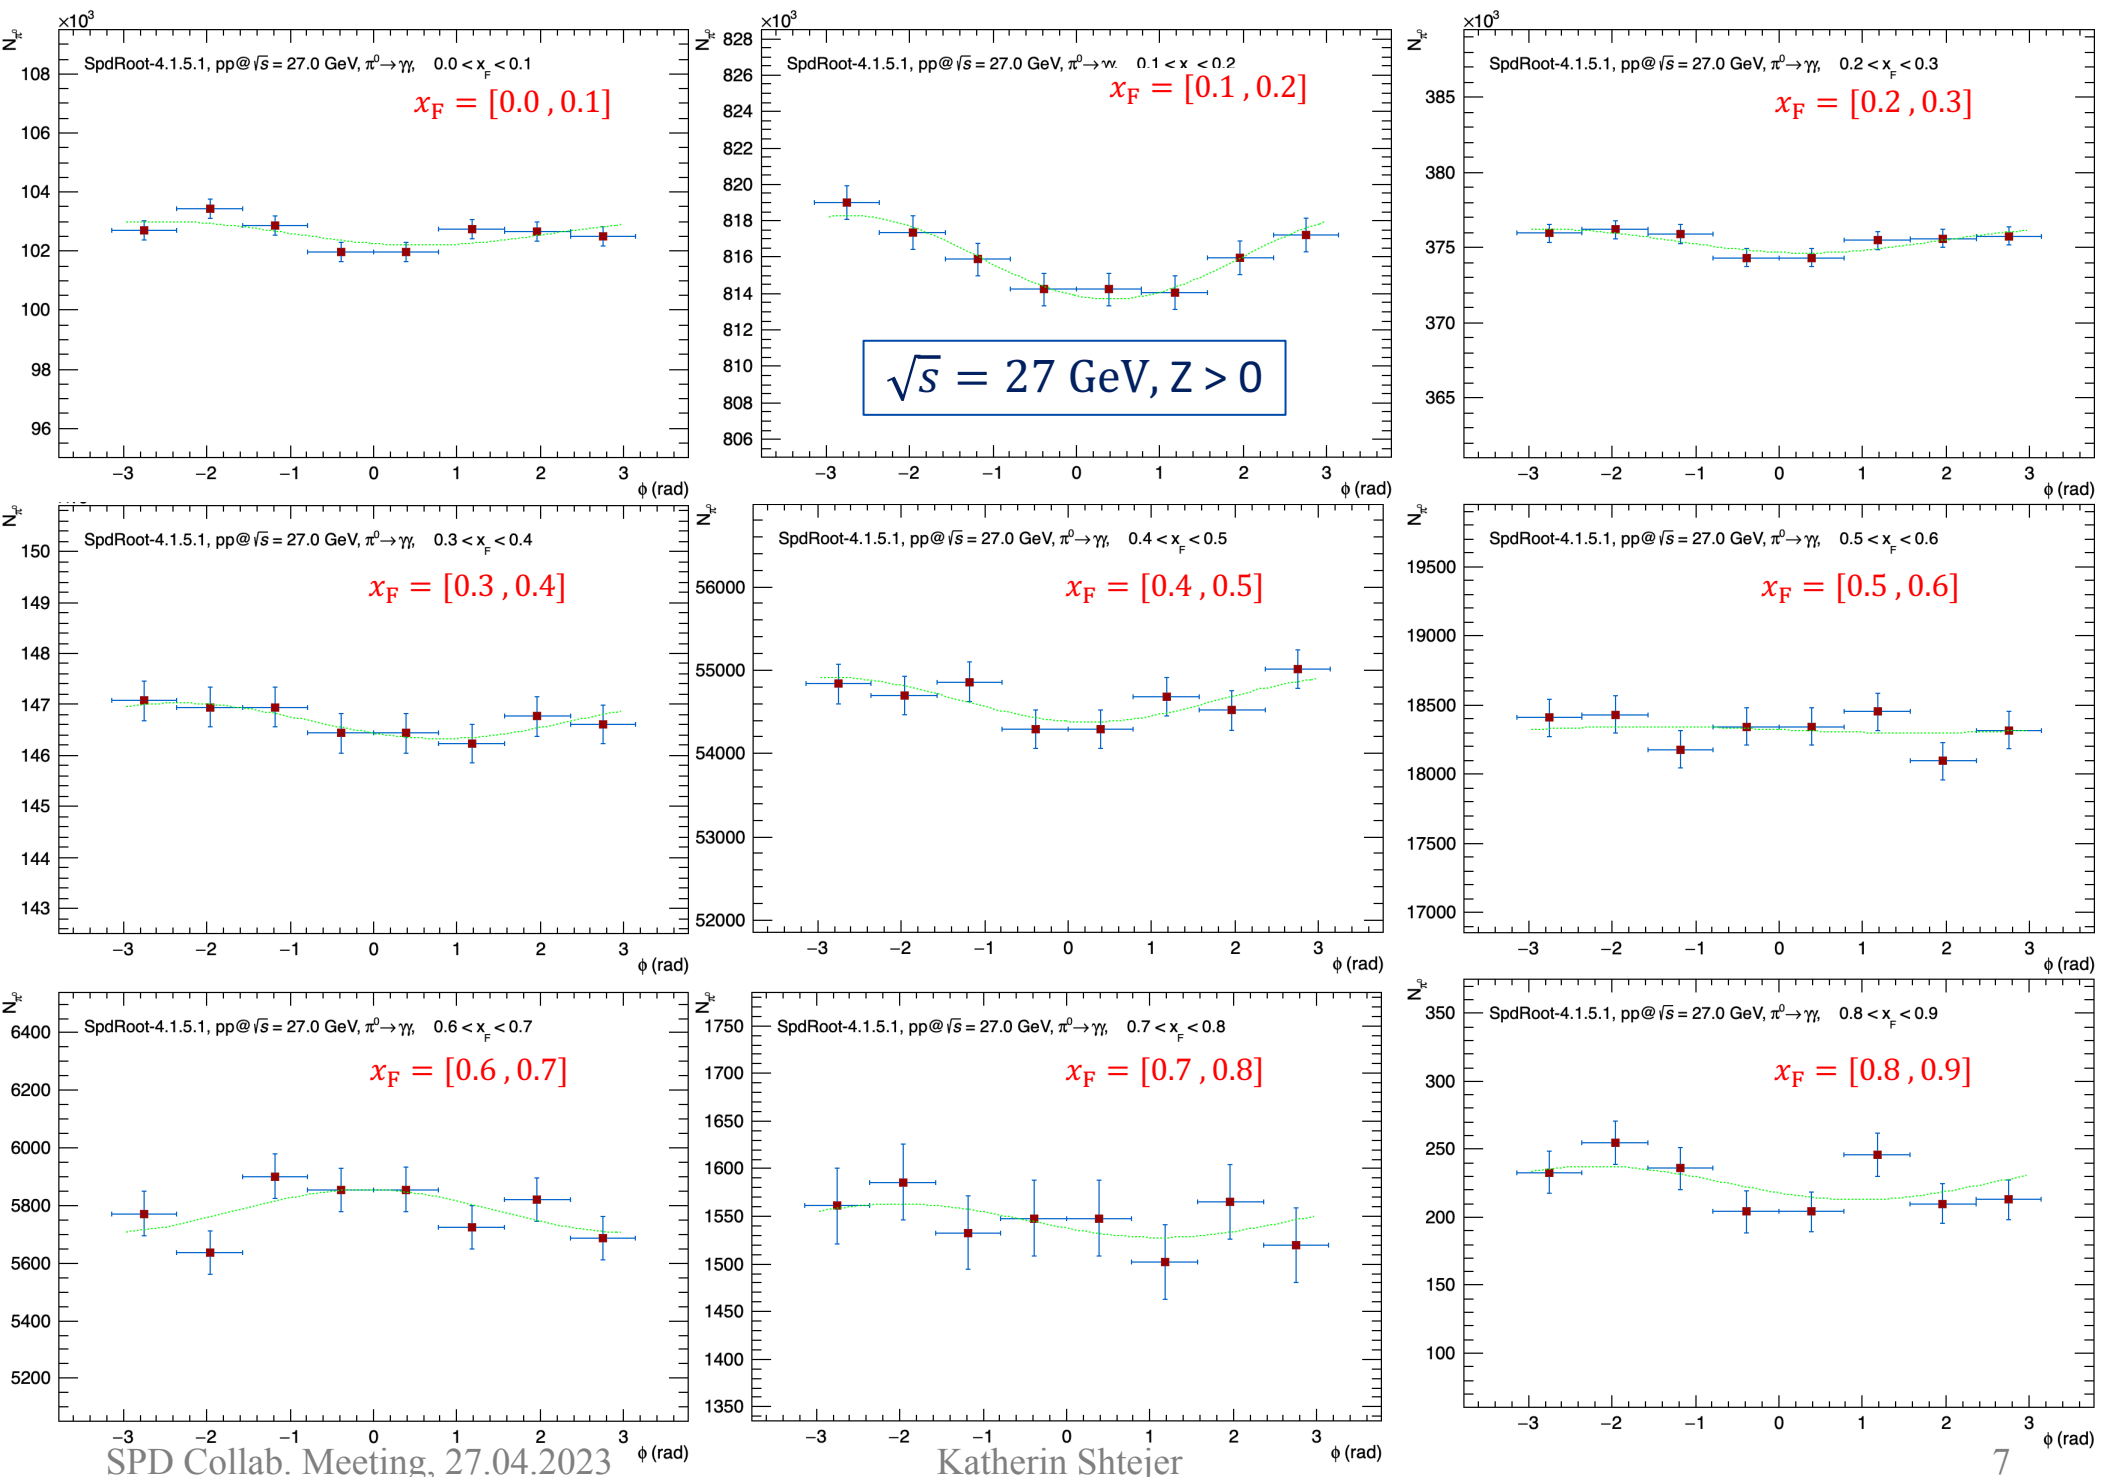 ×10³
N_π⁰
SpdRoot-4.1.5.1, pp@√s = 27.0 GeV, π⁰→γγ, 0.0 < x_F < 0.1
x_F = [0.0 , 0.1]
108
106
104
102
100
98
96
−3 −2 −1 0 1 2 3
ϕ (rad)
×10³
N_π⁰
SpdRoot-4.1.5.1, pp@√s = 27.0 GeV, π⁰→γγ, 0.1 < x < 0.2
x_F = [0.1 , 0.2]
828
826
824
822
820
818
816
814
812
810
808
806
√s = 27 GeV, Z > 0
−3 −2 −1 0 1 2 3
ϕ (rad)
×10³
N_π⁰
SpdRoot-4.1.5.1, pp@√s = 27.0 GeV, π⁰→γγ, 0.2 < x_F < 0.3
x_F = [0.2 , 0.3]
385
380
375
370
365
−3 −2 −1 0 1 2 3
ϕ (rad)
N_π⁰
SpdRoot-4.1.5.1, pp@√s = 27.0 GeV, π⁰→γγ, 0.3 < x_F < 0.4
x_F = [0.3 , 0.4]
150
149
148
147
146
145
144
143
−3 −2 −1 0 1 2 3
ϕ (rad)
N_π⁰
SpdRoot-4.1.5.1, pp@√s = 27.0 GeV, π⁰→γγ, 0.4 < x_F < 0.5
x_F = [0.4 , 0.5]
56000
55000
54000
53000
52000
−3 −2 −1 0 1 2 3
ϕ (rad)
N_π⁰
SpdRoot-4.1.5.1, pp@√s = 27.0 GeV, π⁰→γγ, 0.5 < x_F < 0.6
x_F = [0.5 , 0.6]
19500
19000
18500
18000
17500
17000
−3 −2 −1 0 1 2 3
ϕ (rad)
N_π⁰
SpdRoot-4.1.5.1, pp@√s = 27.0 GeV, π⁰→γγ, 0.6 < x_F < 0.7
x_F = [0.6 , 0.7]
6400
6200
6000
5800
5600
5400
5200
−3 −2 −1 0 1 2 3
ϕ (rad)
N_π⁰
SpdRoot-4.1.5.1, pp@√s = 27.0 GeV, π⁰→γγ, 0.7 < x_F < 0.8
x_F = [0.7 , 0.8]
1750
1700
1650
1600
1550
1500
1450
1400
1350
−3 −2 −1 0 1 2 3
ϕ (rad)
N_π⁰
SpdRoot-4.1.5.1, pp@√s = 27.0 GeV, π⁰→γγ, 0.8 < x_F < 0.9
x_F = [0.8 , 0.9]
350
300
250
200
150
100
−3 −2 −1 0 1 2 3
ϕ (rad)
SPD Collab. Meeting, 27.04.2023
Katherin Shtejer
7